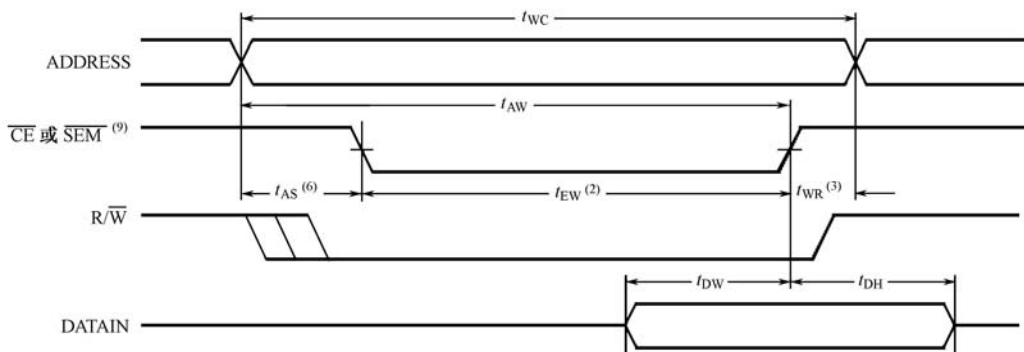 tWC
ADDRESS
tAW
CE 或 SEM (9)
tAS (6)
tEW (2)
tWR (3)
R/W
tDW
tDH
DATAIN